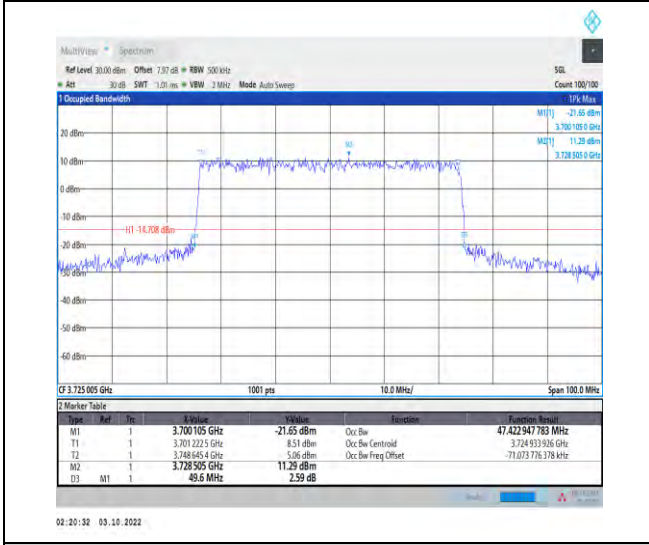 MultiView Spectrum
Ref Level 30.00 dBm Offset 7.97 dB RBW 500 kHz SGL
Att 30 dB SWT 1.01 ms VBW 2 MHz Mode Auto Sweep Count 100/100
1 Occupied Bandwidth 1Pk Max
M1[1] -21.65 dBm
3.700 105 0 GHz
20 dBm
M2[1] 11.29 dBm
3.728 505 0 GHz
M2
10 dBm
0 dBm
-10 dBm
H1 -14.708 dBm
-20 dBm
-30 dBm
-40 dBm
-50 dBm
-60 dBm
CF 3.725 005 GHz 1001 pts 10.0 MHz/ Span 100.0 MHz
2 Marker Table
Type Ref Trc X-Value Y-Value Function Function Result
M1 1 3.700105 GHz -21.65 dBm Occ Bw 47.422 947 783 MHz
T1 1 3.701 222 5 GHz 8.51 dBm Occ Bw Centroid 3.724 933 926 GHz
T2 1 3.748 645 4 GHz 5.06 dBm Occ Bw Freq Offset -71.073 776 378 kHz
M2 1 3.728 505 GHz 11.29 dBm
D3 M1 1 49.6 MHz 2.59 dB
02:20:32 03.10.2022